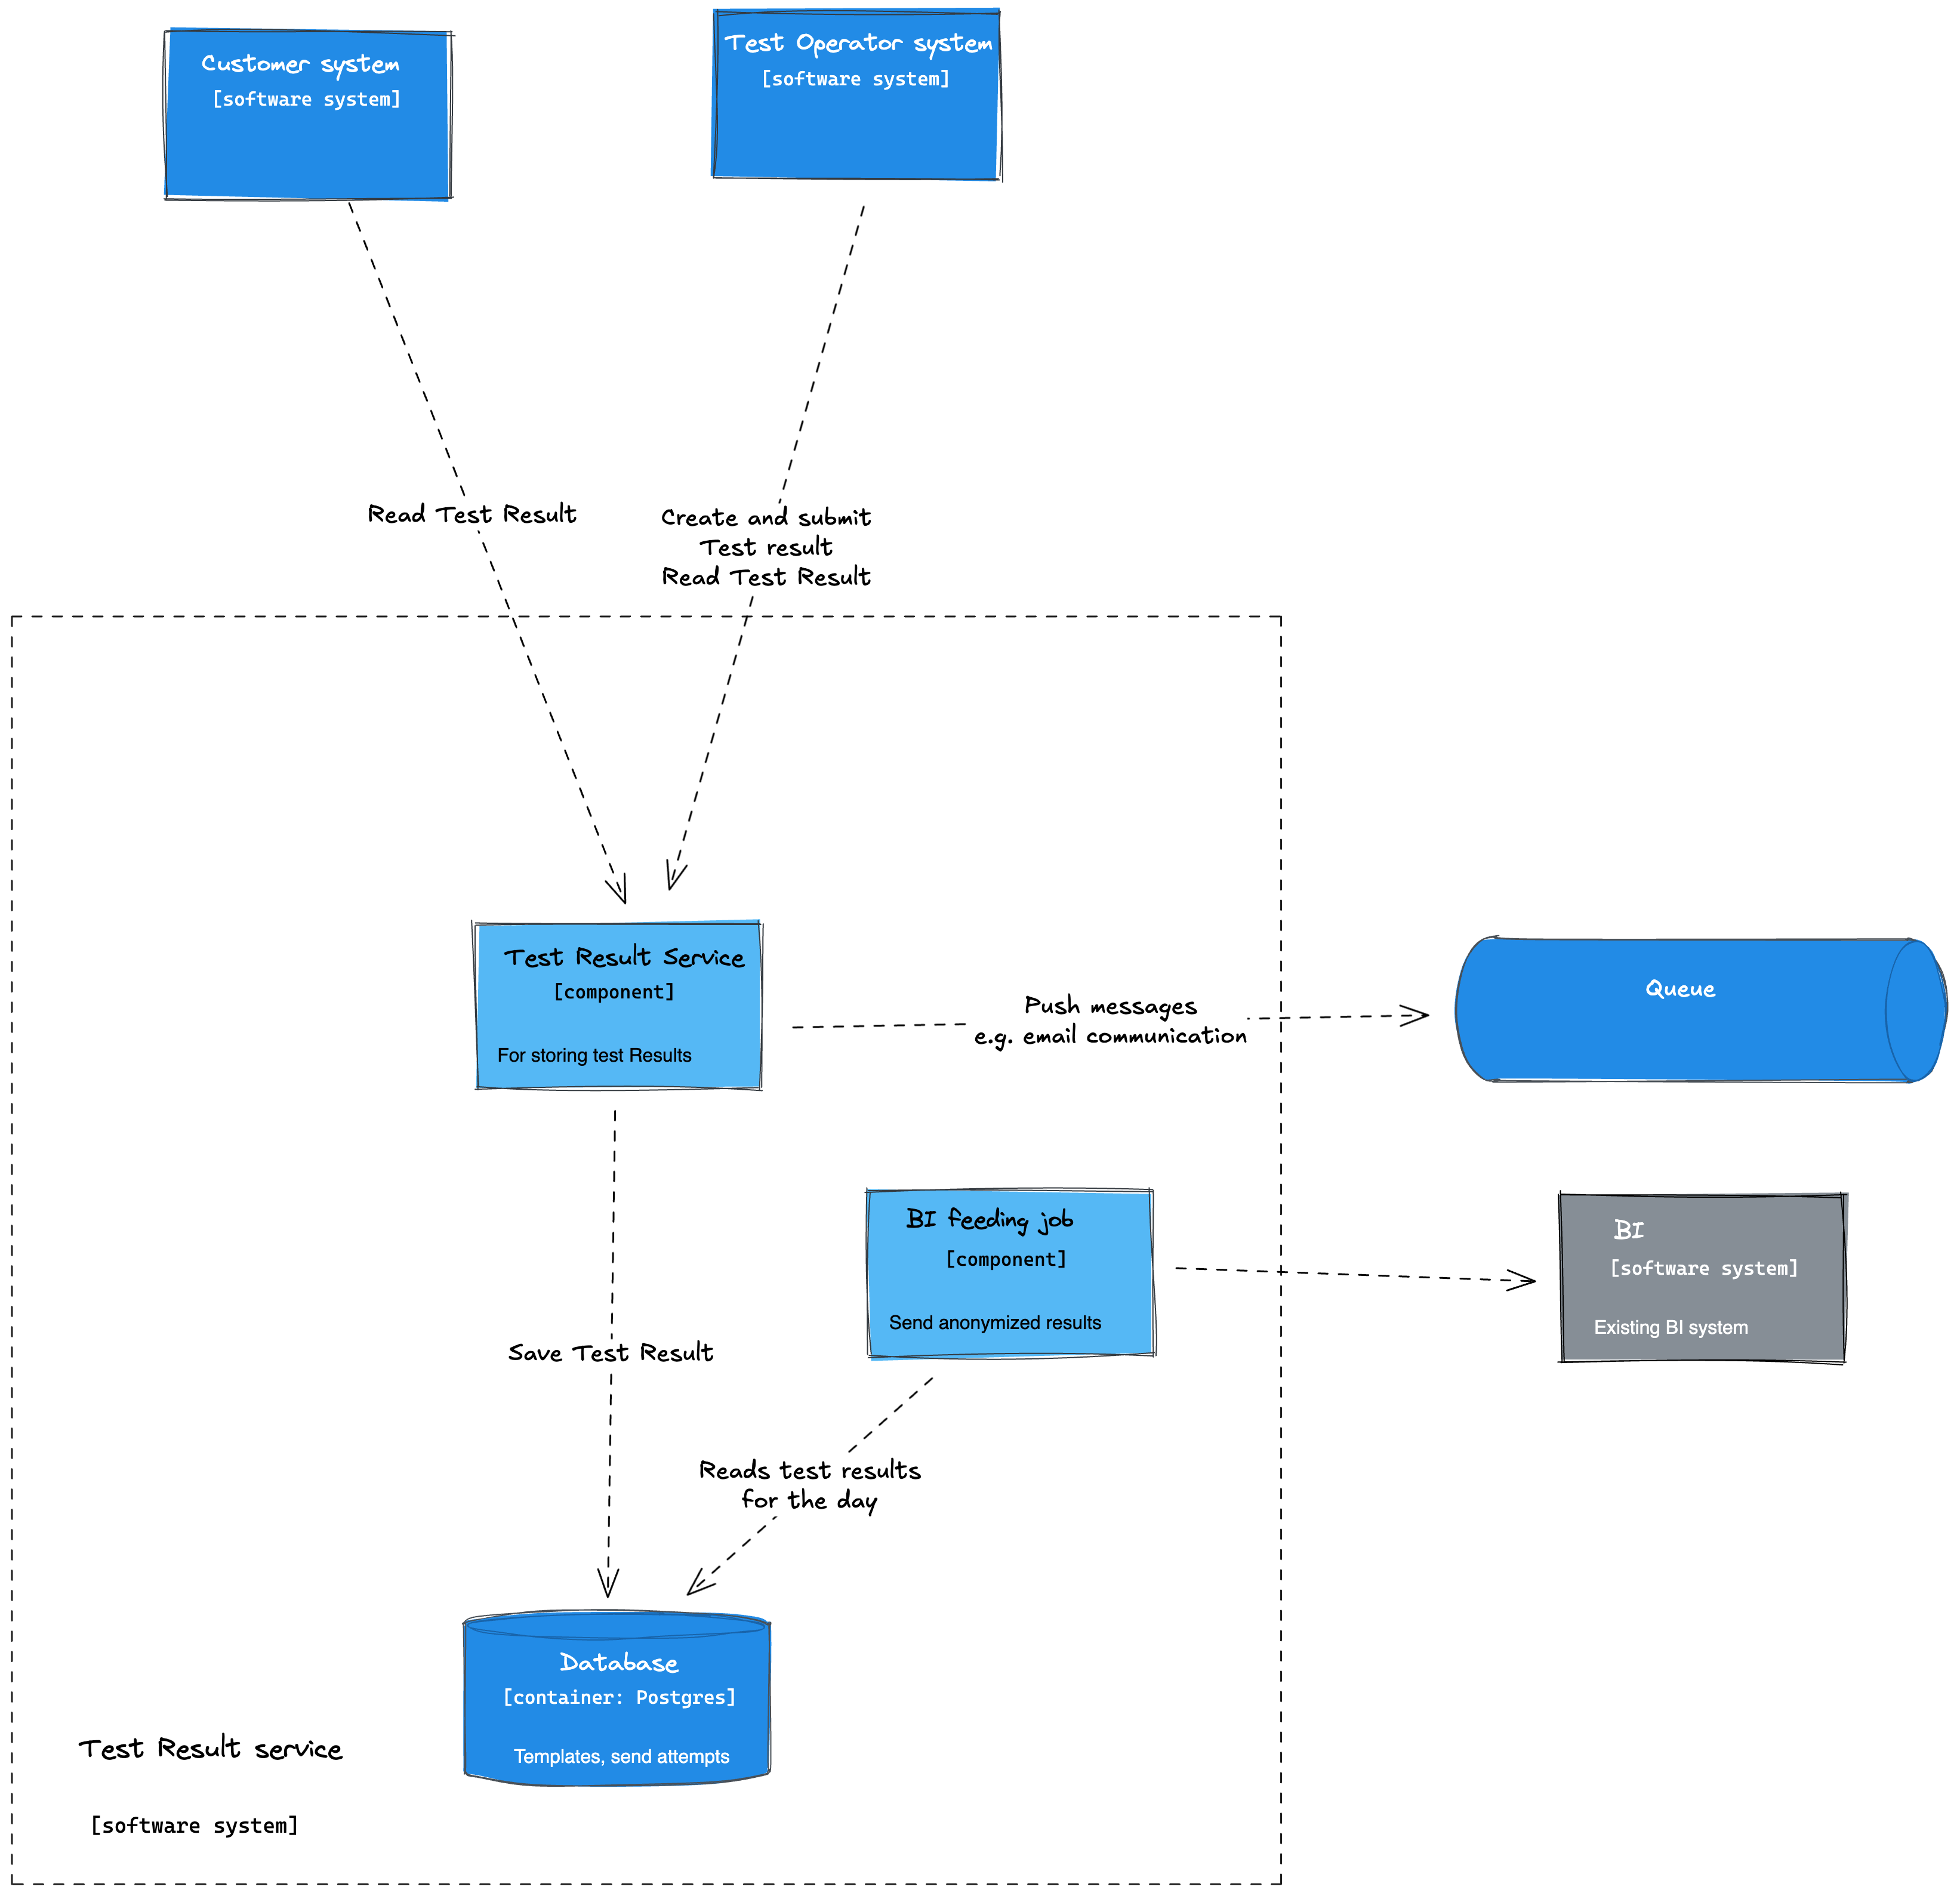 Customer system
[software system]
Test Operator system
[software system]
Read Test Result
Create and submit
Test result
Read Test Result
Test Result Service
[component]
For storing test Results
Push messages
e.g. email communication
Queue
BI feeding job
[component]
Send anonymized results
BI
[software system]
Existing BI system
Save Test Result
Reads test results
for the day
Database
[container: Postgres]
Templates, send attempts
Test Result service
[software system]